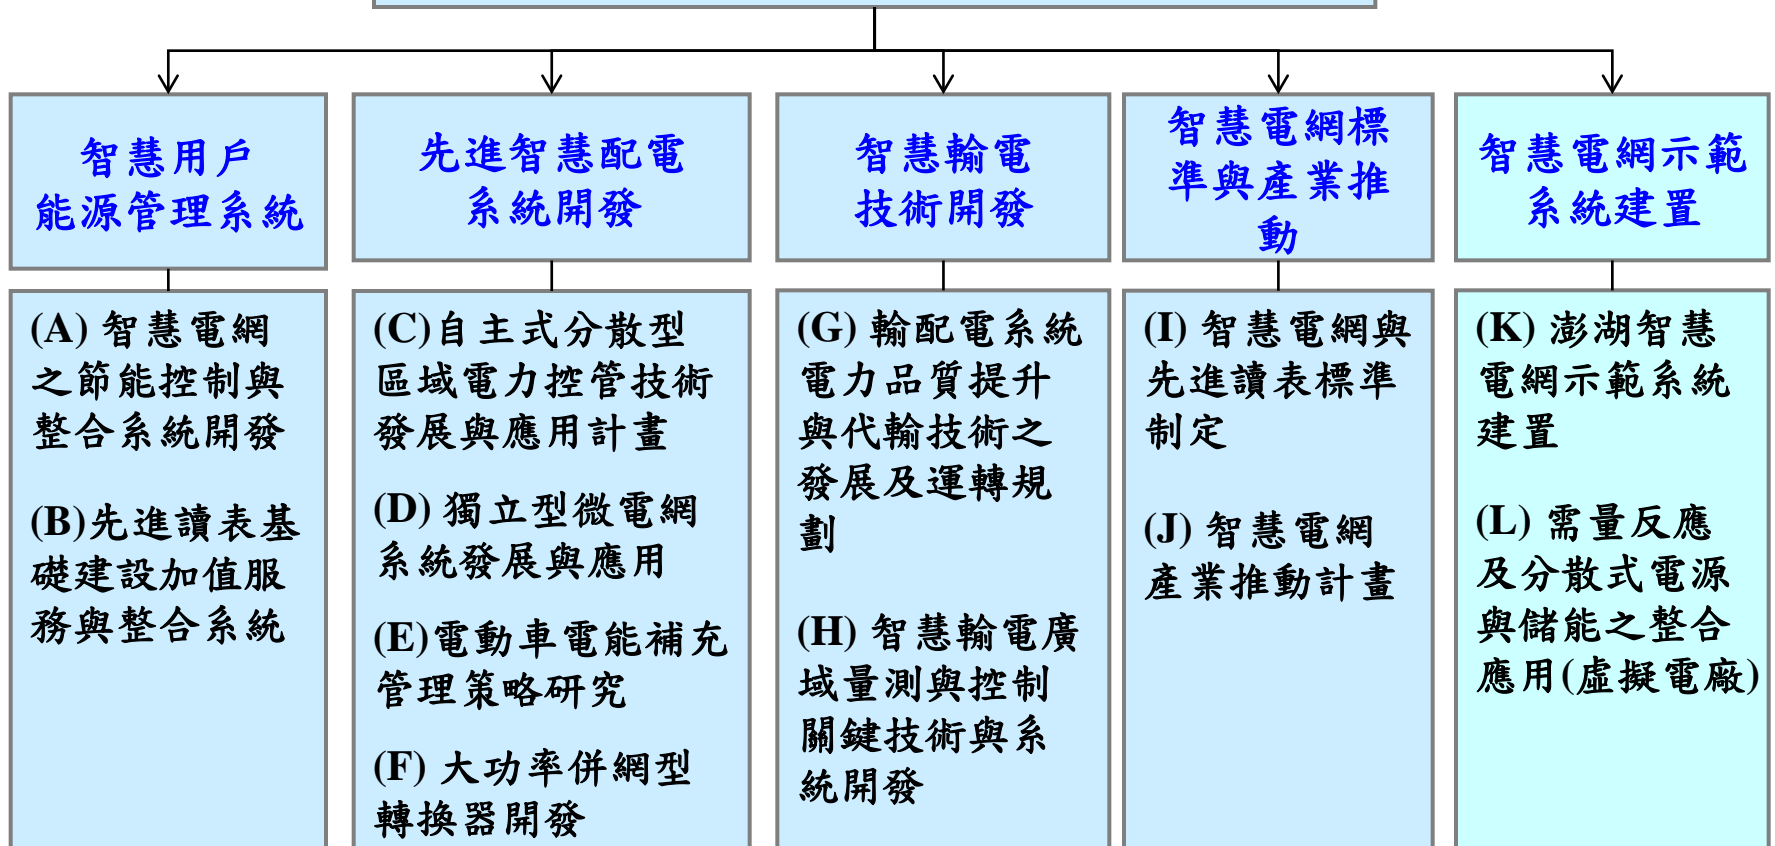 智慧用戶
能源管理系統
先進智慧配電
系統開發
智慧輸電
技術開發
智慧電網標
準與產業推
動
智慧電網示範
系統建置
(A) 智慧電網
之節能控制與
整合系統開發
(B)先進讀表基
礎建設加值服
務與整合系統
(C)自主式分散型
區域電力控管技術
發展與應用計畫
(D) 獨立型微電網
系統發展與應用
(E)電動車電能補充
管理策略研究
(F) 大功率併網型
轉換器開發
(G) 輸配電系統
電力品質提升
與代輸技術之
發展及運轉規
劃
(H) 智慧輸電廣
域量測與控制
關鍵技術與系
統開發
(I) 智慧電網與
先進讀表標準
制定
(J) 智慧電網
產業推動計畫
(K) 澎湖智慧
電網示範系統
建置
(L) 需量反應
及分散式電源
與儲能之整合
應用(虛擬電廠)